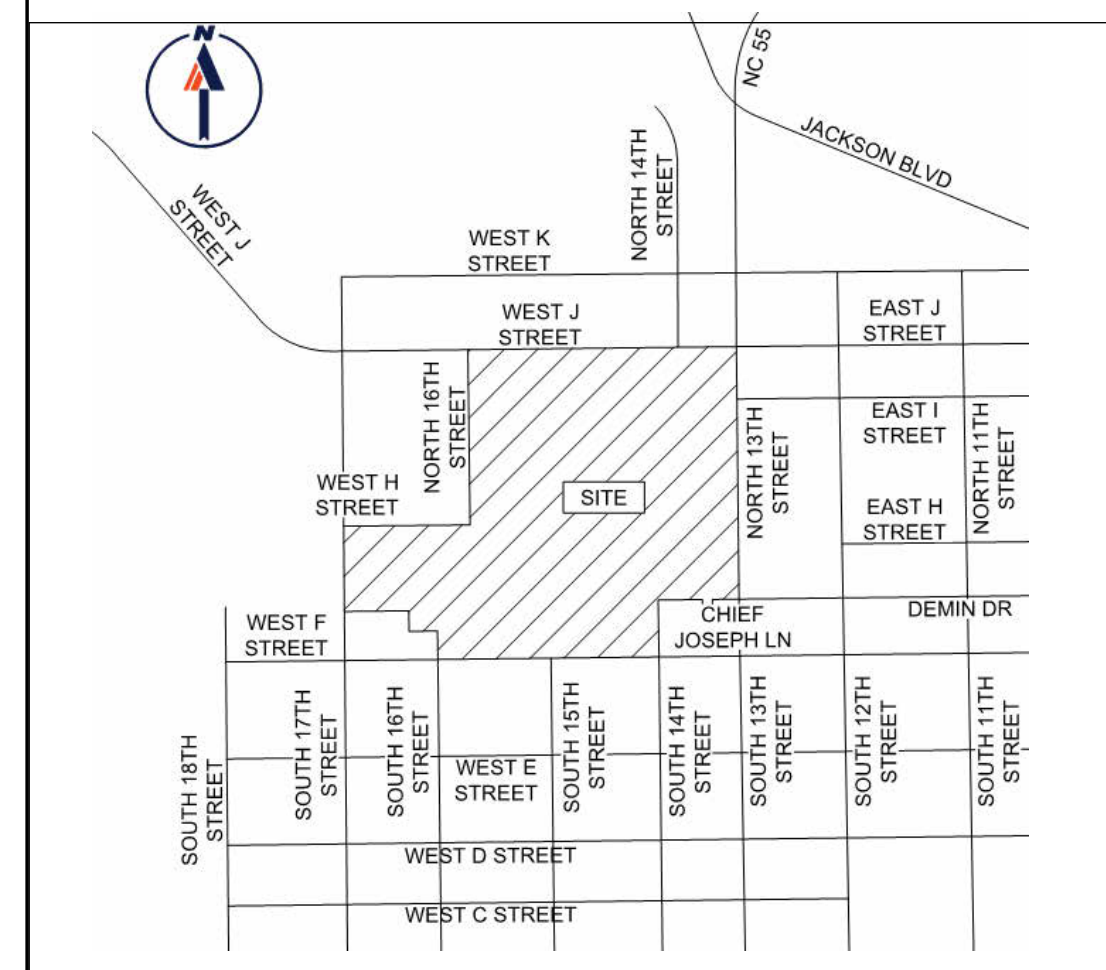 N
NC 55
JACKSON BLVD
NORTH 14TH
STREET
WEST J
STREET
WEST K
STREET
WEST J
STREET
EAST J
STREET
NORTH 16TH
STREET
EAST I
STREET
NORTH 13TH
STREET
NORTH 11TH
STREET
WEST H
STREET
SITE
EAST H
STREET
WEST F
STREET
CHIEF
JOSEPH LN
DEMIN DR
SOUTH 18TH
STREET
SOUTH 17TH
STREET
SOUTH 16TH
STREET
WEST E
STREET
SOUTH 15TH
STREET
SOUTH 14TH
STREET
SOUTH 13TH
STREET
SOUTH 12TH
STREET
SOUTH 11TH
STREET
WEST D STREET
WEST C STREET